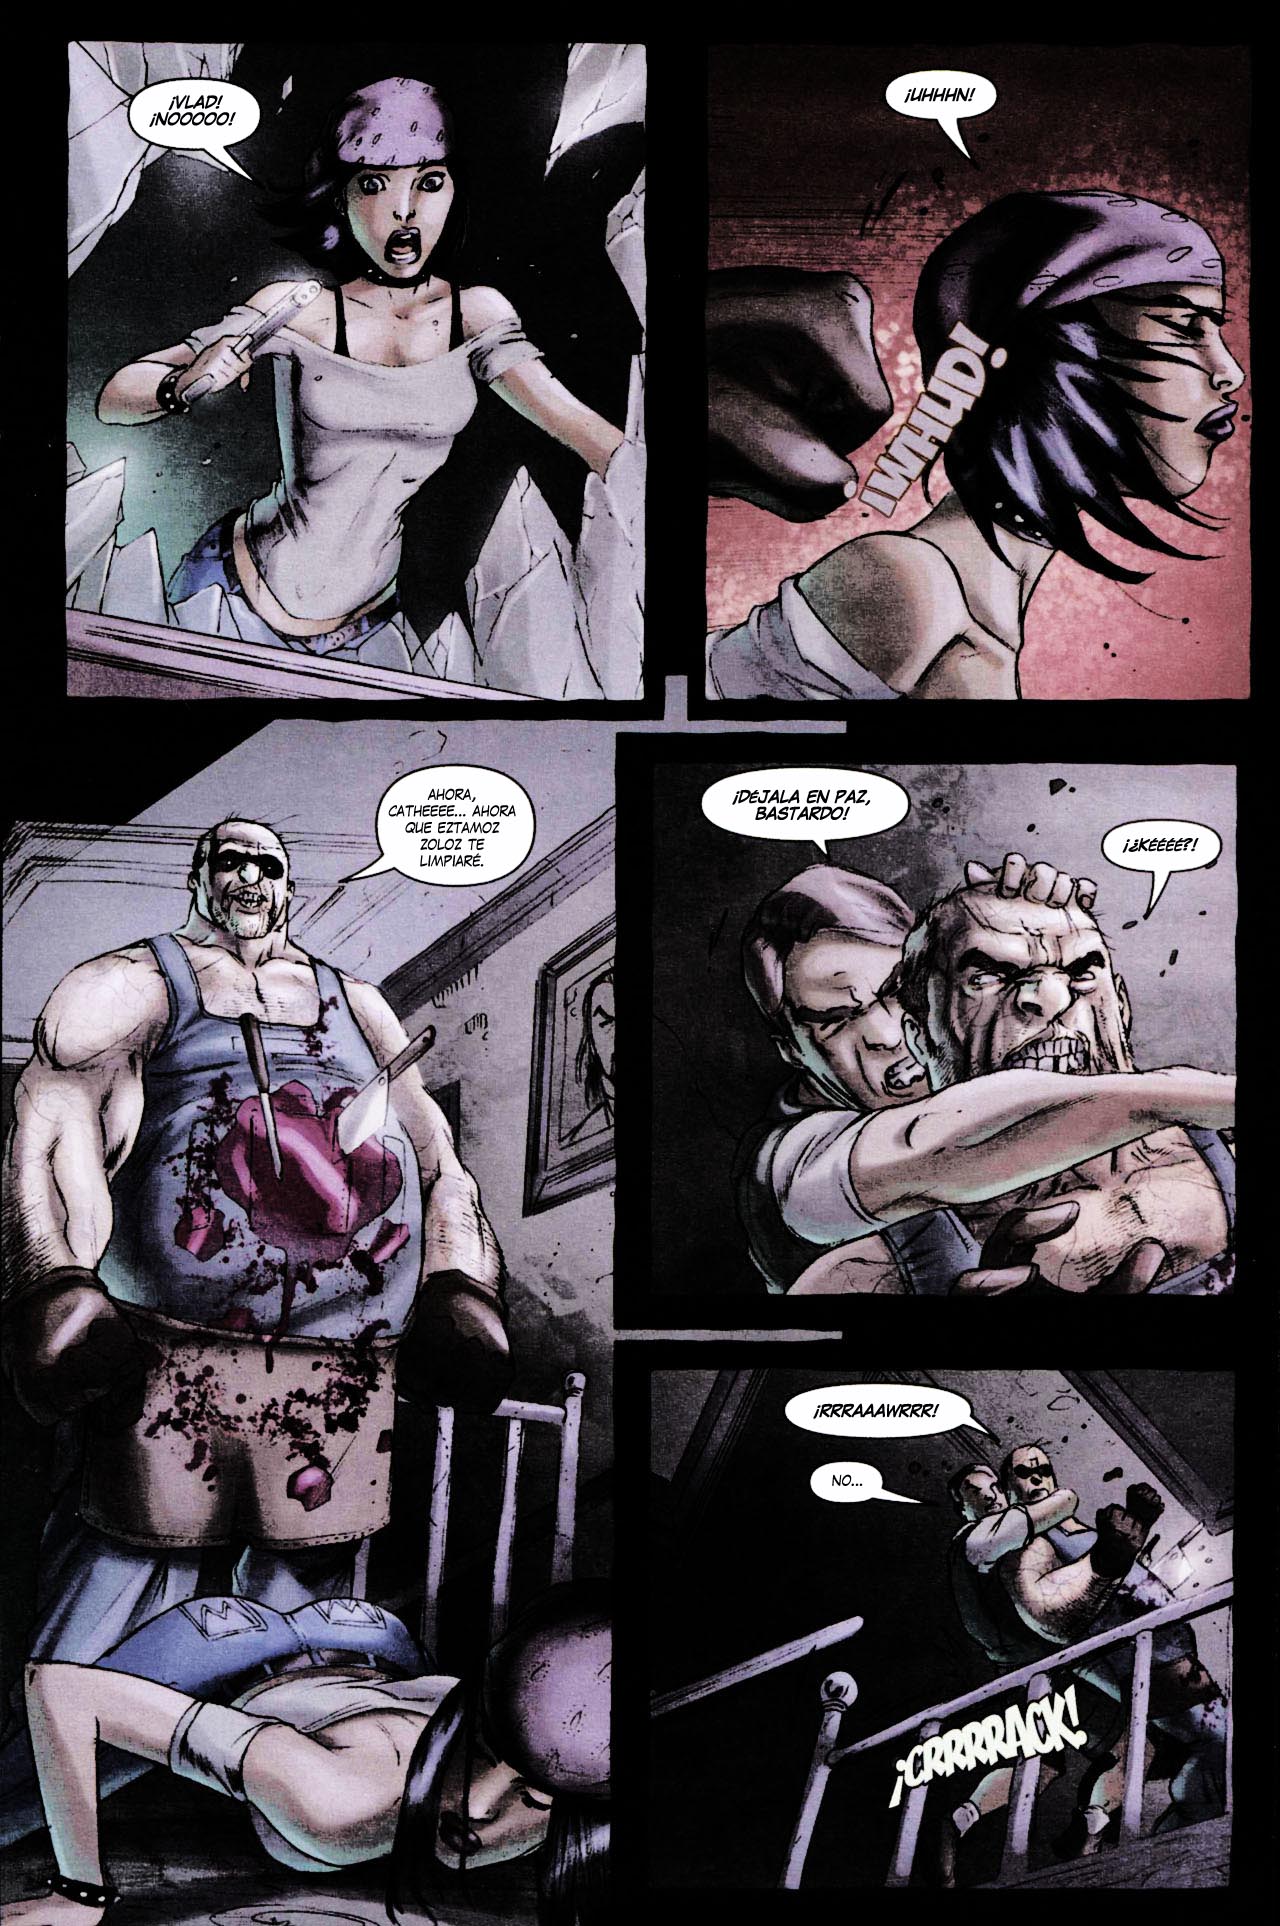 ¡VLAD!
¡NOOOOO!
¡UHHHN!
¡WHUD!
AHORA,
CATHEEEE... AHORA
QUE EZTAMOZ
ZOLOZ TE
LIMPIARÉ.
¡DÉJALA EN PAZ,
BASTARDO!
¡¿KÉÉÉÉ?!
¡RRRAAAWRRR!
NO...
¡CRRRRACK!